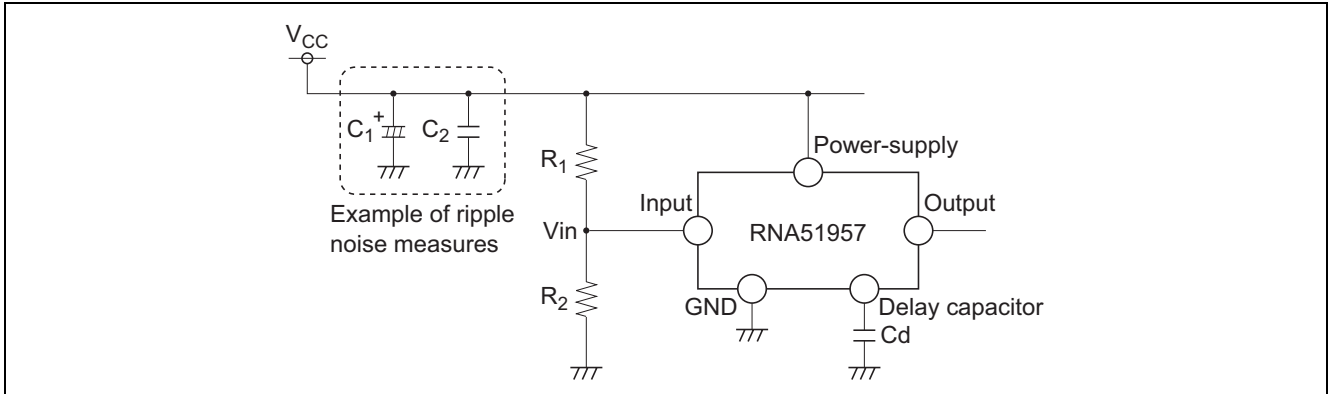 VCC
C1
+
C2
Example of ripple
noise measures
R1
Vin
R2
Power-supply
Input
Output
RNA51957
GND
Delay capacitor
Cd